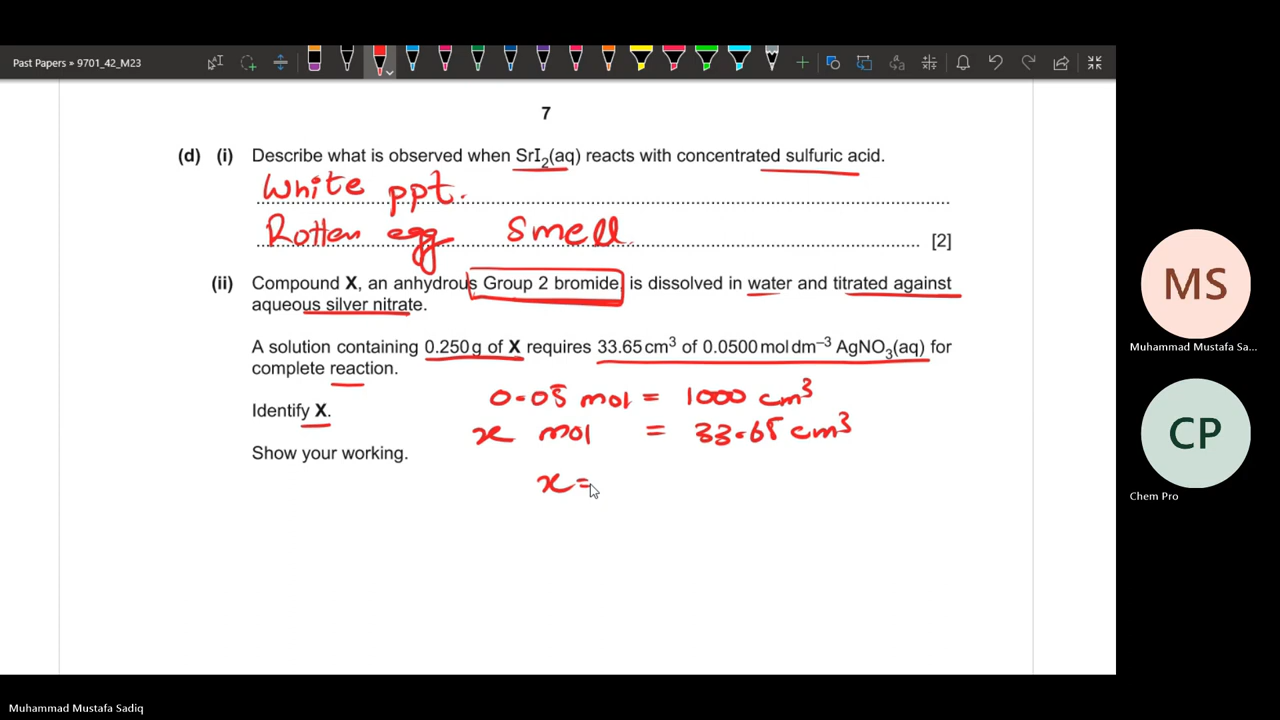 Past Papers » 9701_42_M23
7
(d) (i) Describe what is observed when SrI₂(aq) reacts with concentrated sulfuric acid.
White ppt.
Rotten egg smell.
[2]
(ii) Compound X, an anhydrous Group 2 bromide, is dissolved in water and titrated against
aqueous silver nitrate.
A solution containing 0.250 g of X requires 33.65 cm³ of 0.0500 mol dm⁻³ AgNO₃(aq) for
complete reaction.
0.05 mol = 1000 cm³
Identify X.
x mol = 33.65 cm³
Show your working.
x =
MS
Muhammad Mustafa Sa...
CP
Chem Pro
Muhammad Mustafa Sadiq